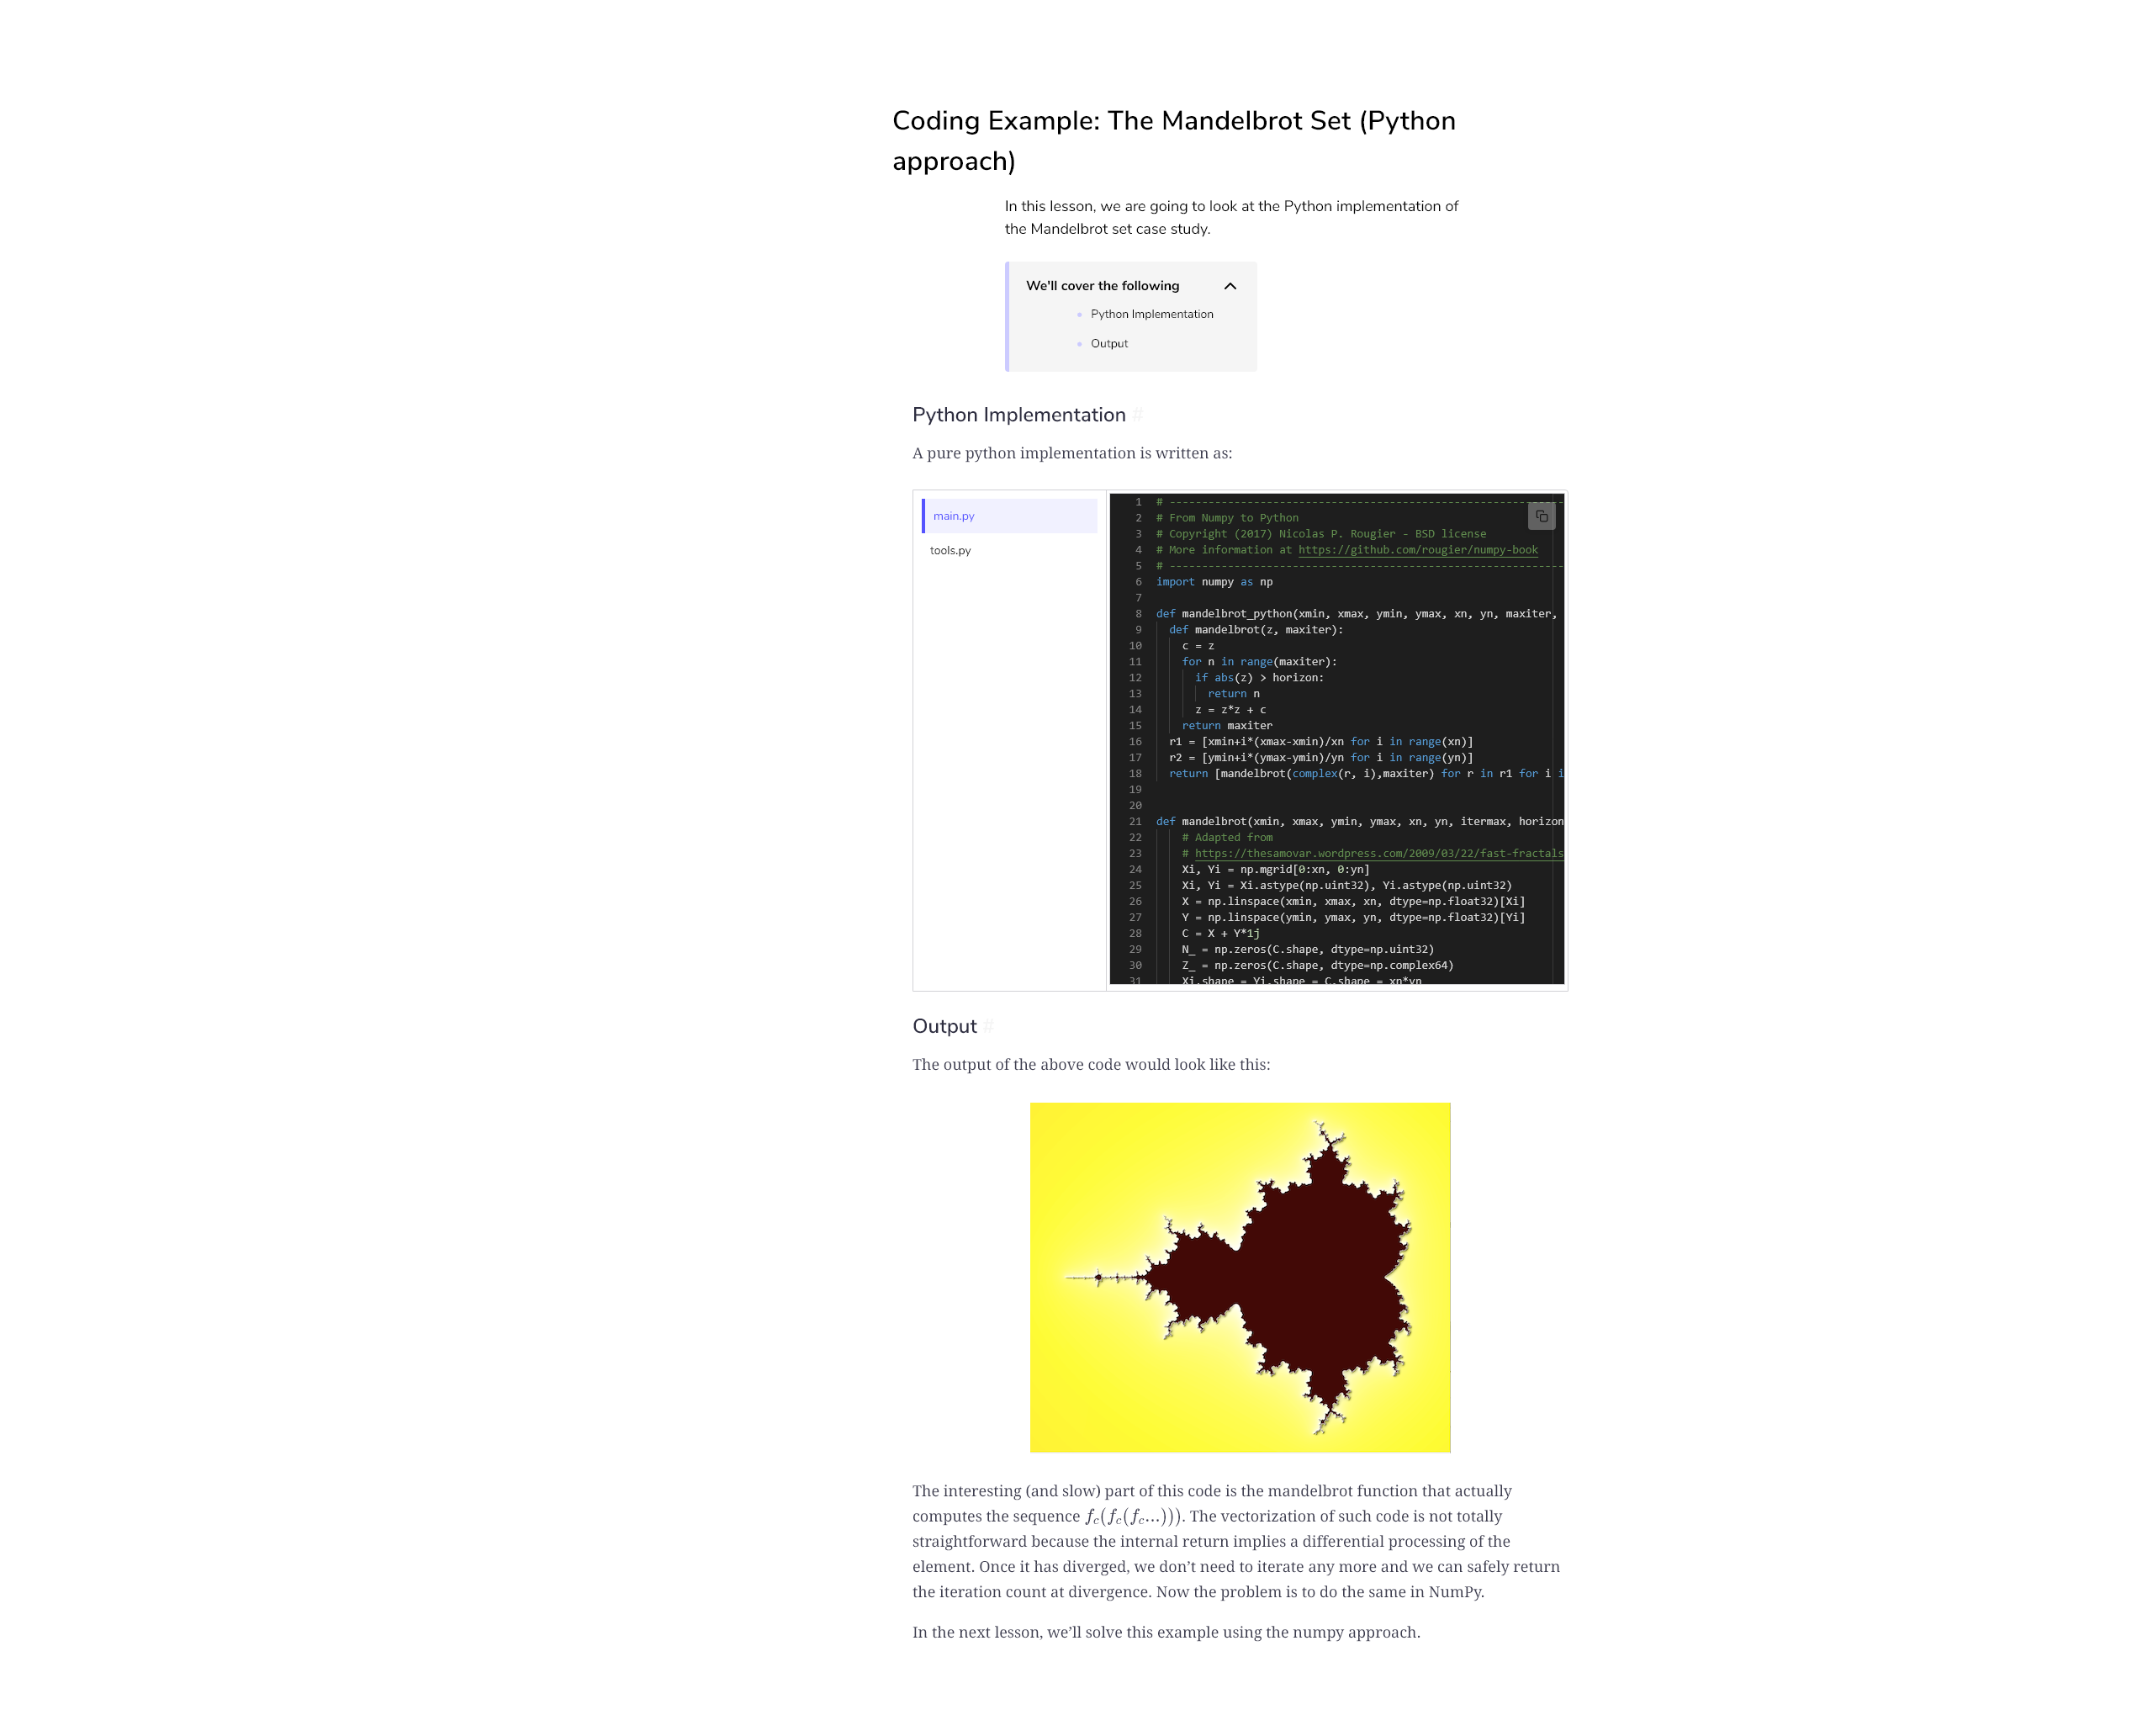 Coding Example: The Mandelbrot Set (Python
approach)
In this lesson, we are going to look at the Python implementation of
the Mandelbrot set case study.
We'll cover the following
Python Implementation
Output
Python Implementation #
A pure python implementation is written as:
main.py
tools.py
1 # -------------------------------------------------------------
2 # From Numpy to Python
3 # Copyright (2017) Nicolas P. Rougier - BSD license
4 # More information at https://github.com/rougier/numpy-book
5 # -------------------------------------------------------------
6 import numpy as np
7
8 def mandelbrot_python(xmin, xmax, ymin, ymax, xn, yn, maxiter,
9 def mandelbrot(z, maxiter):
10 c = z
11 for n in range(maxiter):
12 if abs(z) > horizon:
13 return n
14 z = z*z + c
15 return maxiter
16 r1 = [xmin+i*(xmax-xmin)/xn for i in range(xn)]
17 r2 = [ymin+i*(ymax-ymin)/yn for i in range(yn)]
18 return [mandelbrot(complex(r, i),maxiter) for r in r1 for i i
19
20
21 def mandelbrot(xmin, xmax, ymin, ymax, xn, yn, itermax, horizon
22 # Adapted from
23 # https://thesamovar.wordpress.com/2009/03/22/fast-fractals
24 Xi, Yi = np.mgrid[0:xn, 0:yn]
25 Xi, Yi = Xi.astype(np.uint32), Yi.astype(np.uint32)
26 X = np.linspace(xmin, xmax, xn, dtype=np.float32)[Xi]
27 Y = np.linspace(ymin, ymax, yn, dtype=np.float32)[Yi]
28 C = X + Y*1j
29 N_ = np.zeros(C.shape, dtype=np.uint32)
30 Z_ = np.zeros(C.shape, dtype=np.complex64)
31 Xi.shape = Yi.shape = C.shape = xn*yn
Output #
The output of the above code would look like this:
The interesting (and slow) part of this code is the mandelbrot function that actually
computes the sequence f_c(f_c(f_c...))). The vectorization of such code is not totally
straightforward because the internal return implies a differential processing of the
element. Once it has diverged, we don’t need to iterate any more and we can safely return
the iteration count at divergence. Now the problem is to do the same in NumPy.
In the next lesson, we’ll solve this example using the numpy approach.